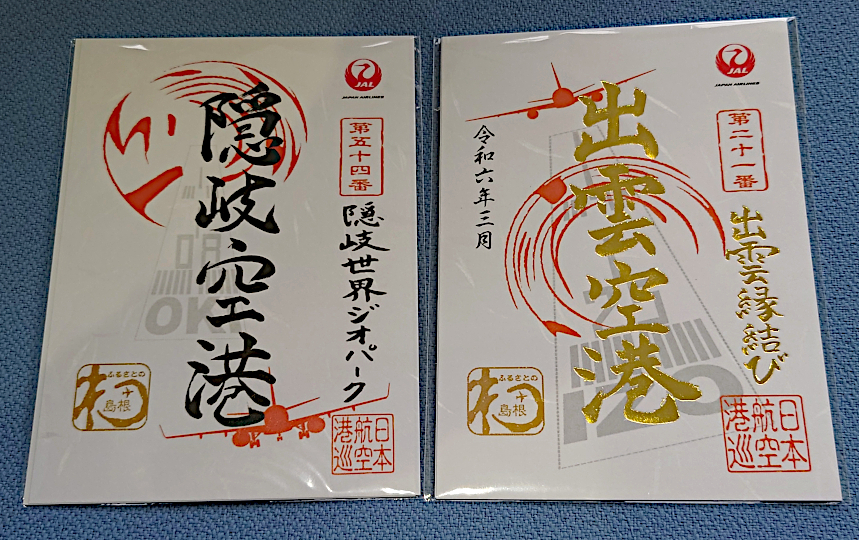 JAL
JAPAN AIRLINES
第五十四番
隠岐世界ジオパーク
隠岐空港
ふるさとの
島根
日本
航空
港巡
JAL
JAPAN AIRLINES
第二十一番
出雲縁結び
出雲空港
令和六年三月
ふるさとの
島根
日本
航空
港巡